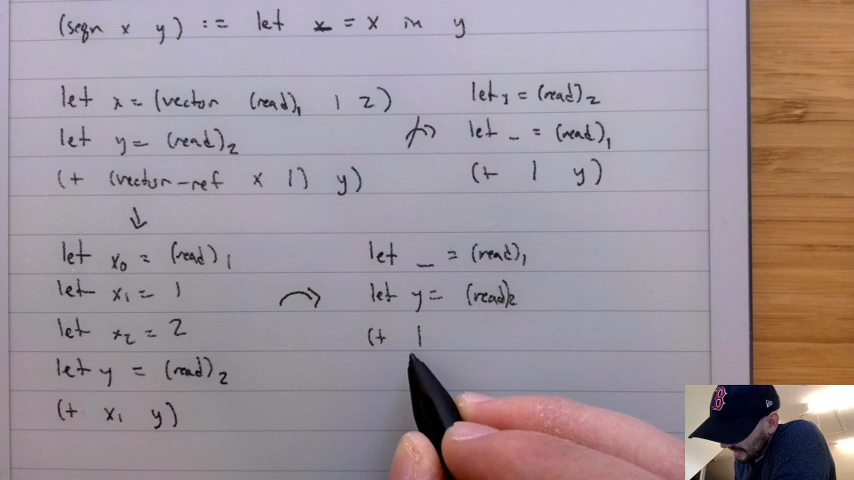 (seqn x y) := let x = x in y
let x = (vector (read)₁ 1 2)
let y = (read)₂
(+ (vector-ref x 1) y)
let y = (read)₂
let _ = (read)₁
(+ 1 y)
↓
let x₀ = (read)₁
let x₁ = 1
let x₂ = 2
let y = (read)₂
(+ x₁ y)
let _ = (read)₁
let y = (read)₂
(+ 1
B